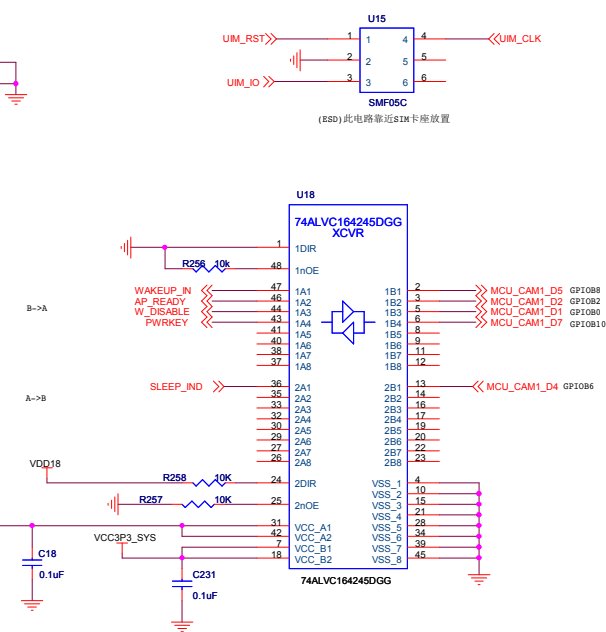 U15
UIM_RST 1 1 4 4 UIM_CLK
2 2 5 5
UIM_IO 3 3 6 6
SMF05C
(ESD)此电路靠近SIM卡座放置
U18
74ALVC164245DGG
XCVR
1 1DIR
R256 10k 48 1nOE
WAKEUP_IN 47 1A1 1B1 2 MCU_CAM1_D5 GPIOB8
AP_READY 46 1A2 1B2 3 MCU_CAM1_D2 GPIOB2
B->A W_DISABLE 44 1A3 1B3 5 MCU_CAM1_D1 GPIOB0
PWRKEY 43 1A4 1B4 6 MCU_CAM1_D7 GPIOB10
41 1A5 1B5 8
40 1A6 1B6 9
38 1A7 1B7 11
37 1A8 1B8 12
SLEEP_IND 36 2A1 2B1 13 MCU_CAM1_D4 GPIOB6
A->B 35 2A2 2B2 14
33 2A3 2B3 16
32 2A4 2B4 17
30 2A5 2B5 19
29 2A6 2B6 20
27 2A7 2B7 22
26 2A8 2B8 23
VDD18
R258 10K 24 2DIR VSS_1 4
VSS_2 10
R257 10K 25 2nOE VSS_3 15
VSS_4 21
31 VCC_A1 VSS_5 28
VCC3P3_SYS 42 VCC_A2 VSS_6 34
7 VCC_B1 VSS_7 39
18 VCC_B2 VSS_8 45
C18
0.1uF
C231
0.1uF
74ALVC164245DGG